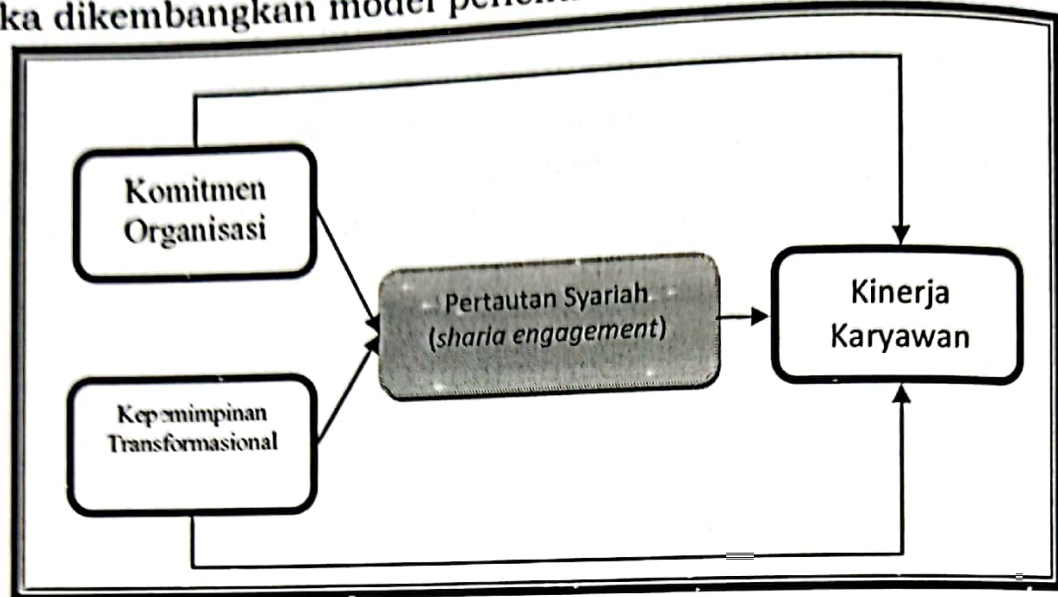 ka dikembangkan model
Komitmen
Organisasi
Pertautan Syariah
(sharia engagement)
Kinerja
Karyawan
Kepemimpinan
Transformasional